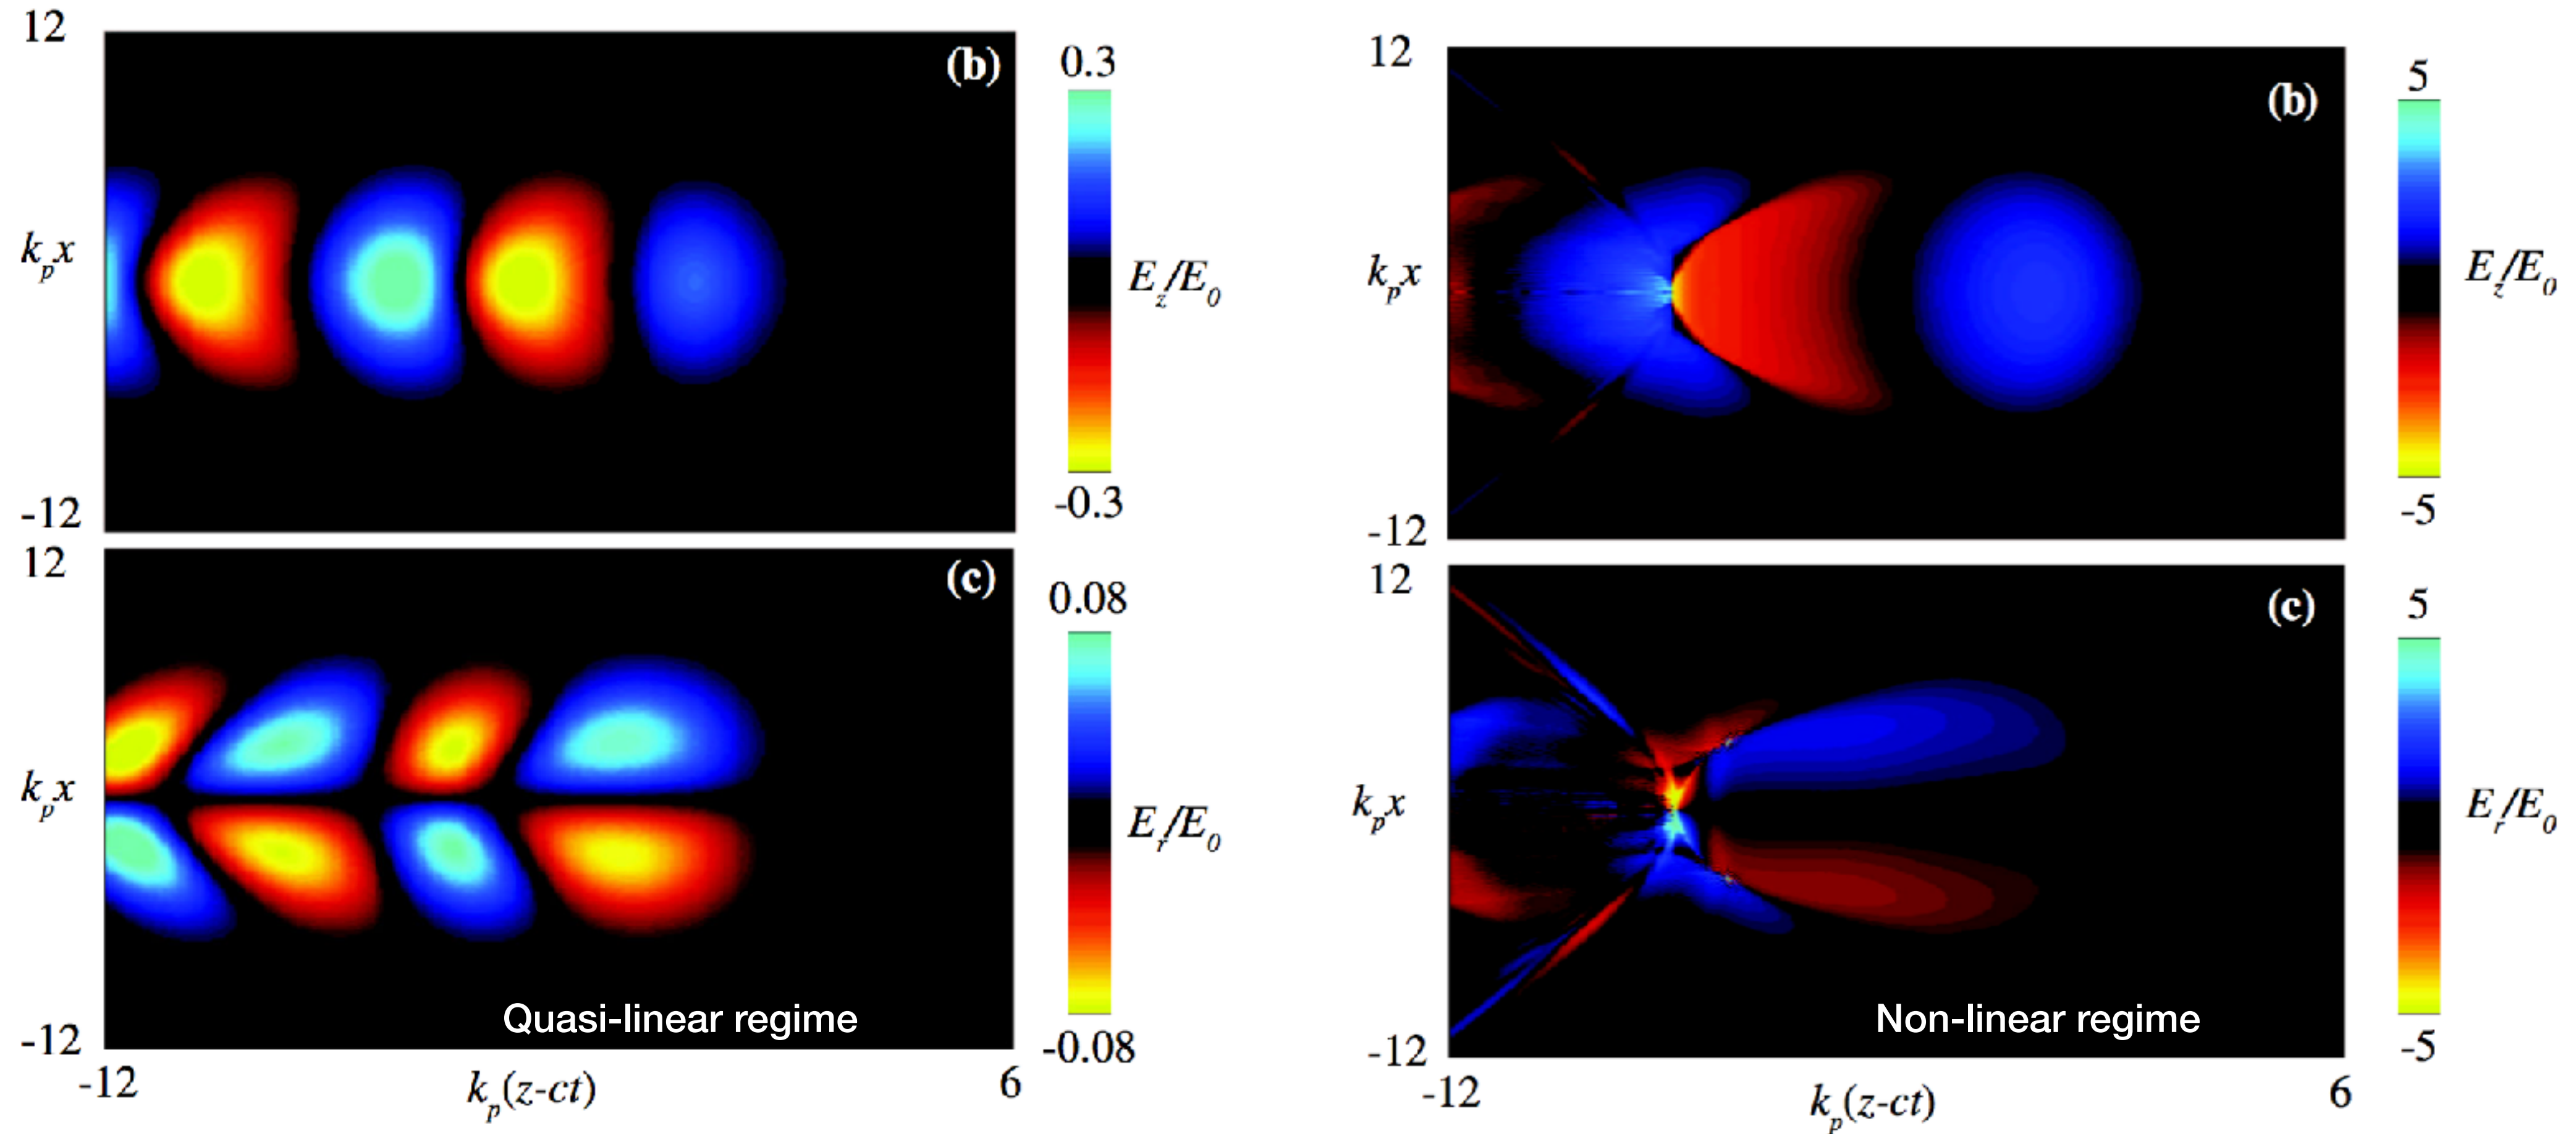 12
(b)
0.3
k_p x
E_z/E_0
-12
-0.3
12
(c)
0.08
k_p x
E_r/E_0
Quasi-linear regime
-12
-0.08
-12
k_p(z-ct)
6
12
(b)
5
k_p x
E_z/E_0
-12
-5
12
(c)
5
k_p x
E_r/E_0
Non-linear regime
-12
-5
-12
k_p(z-ct)
6